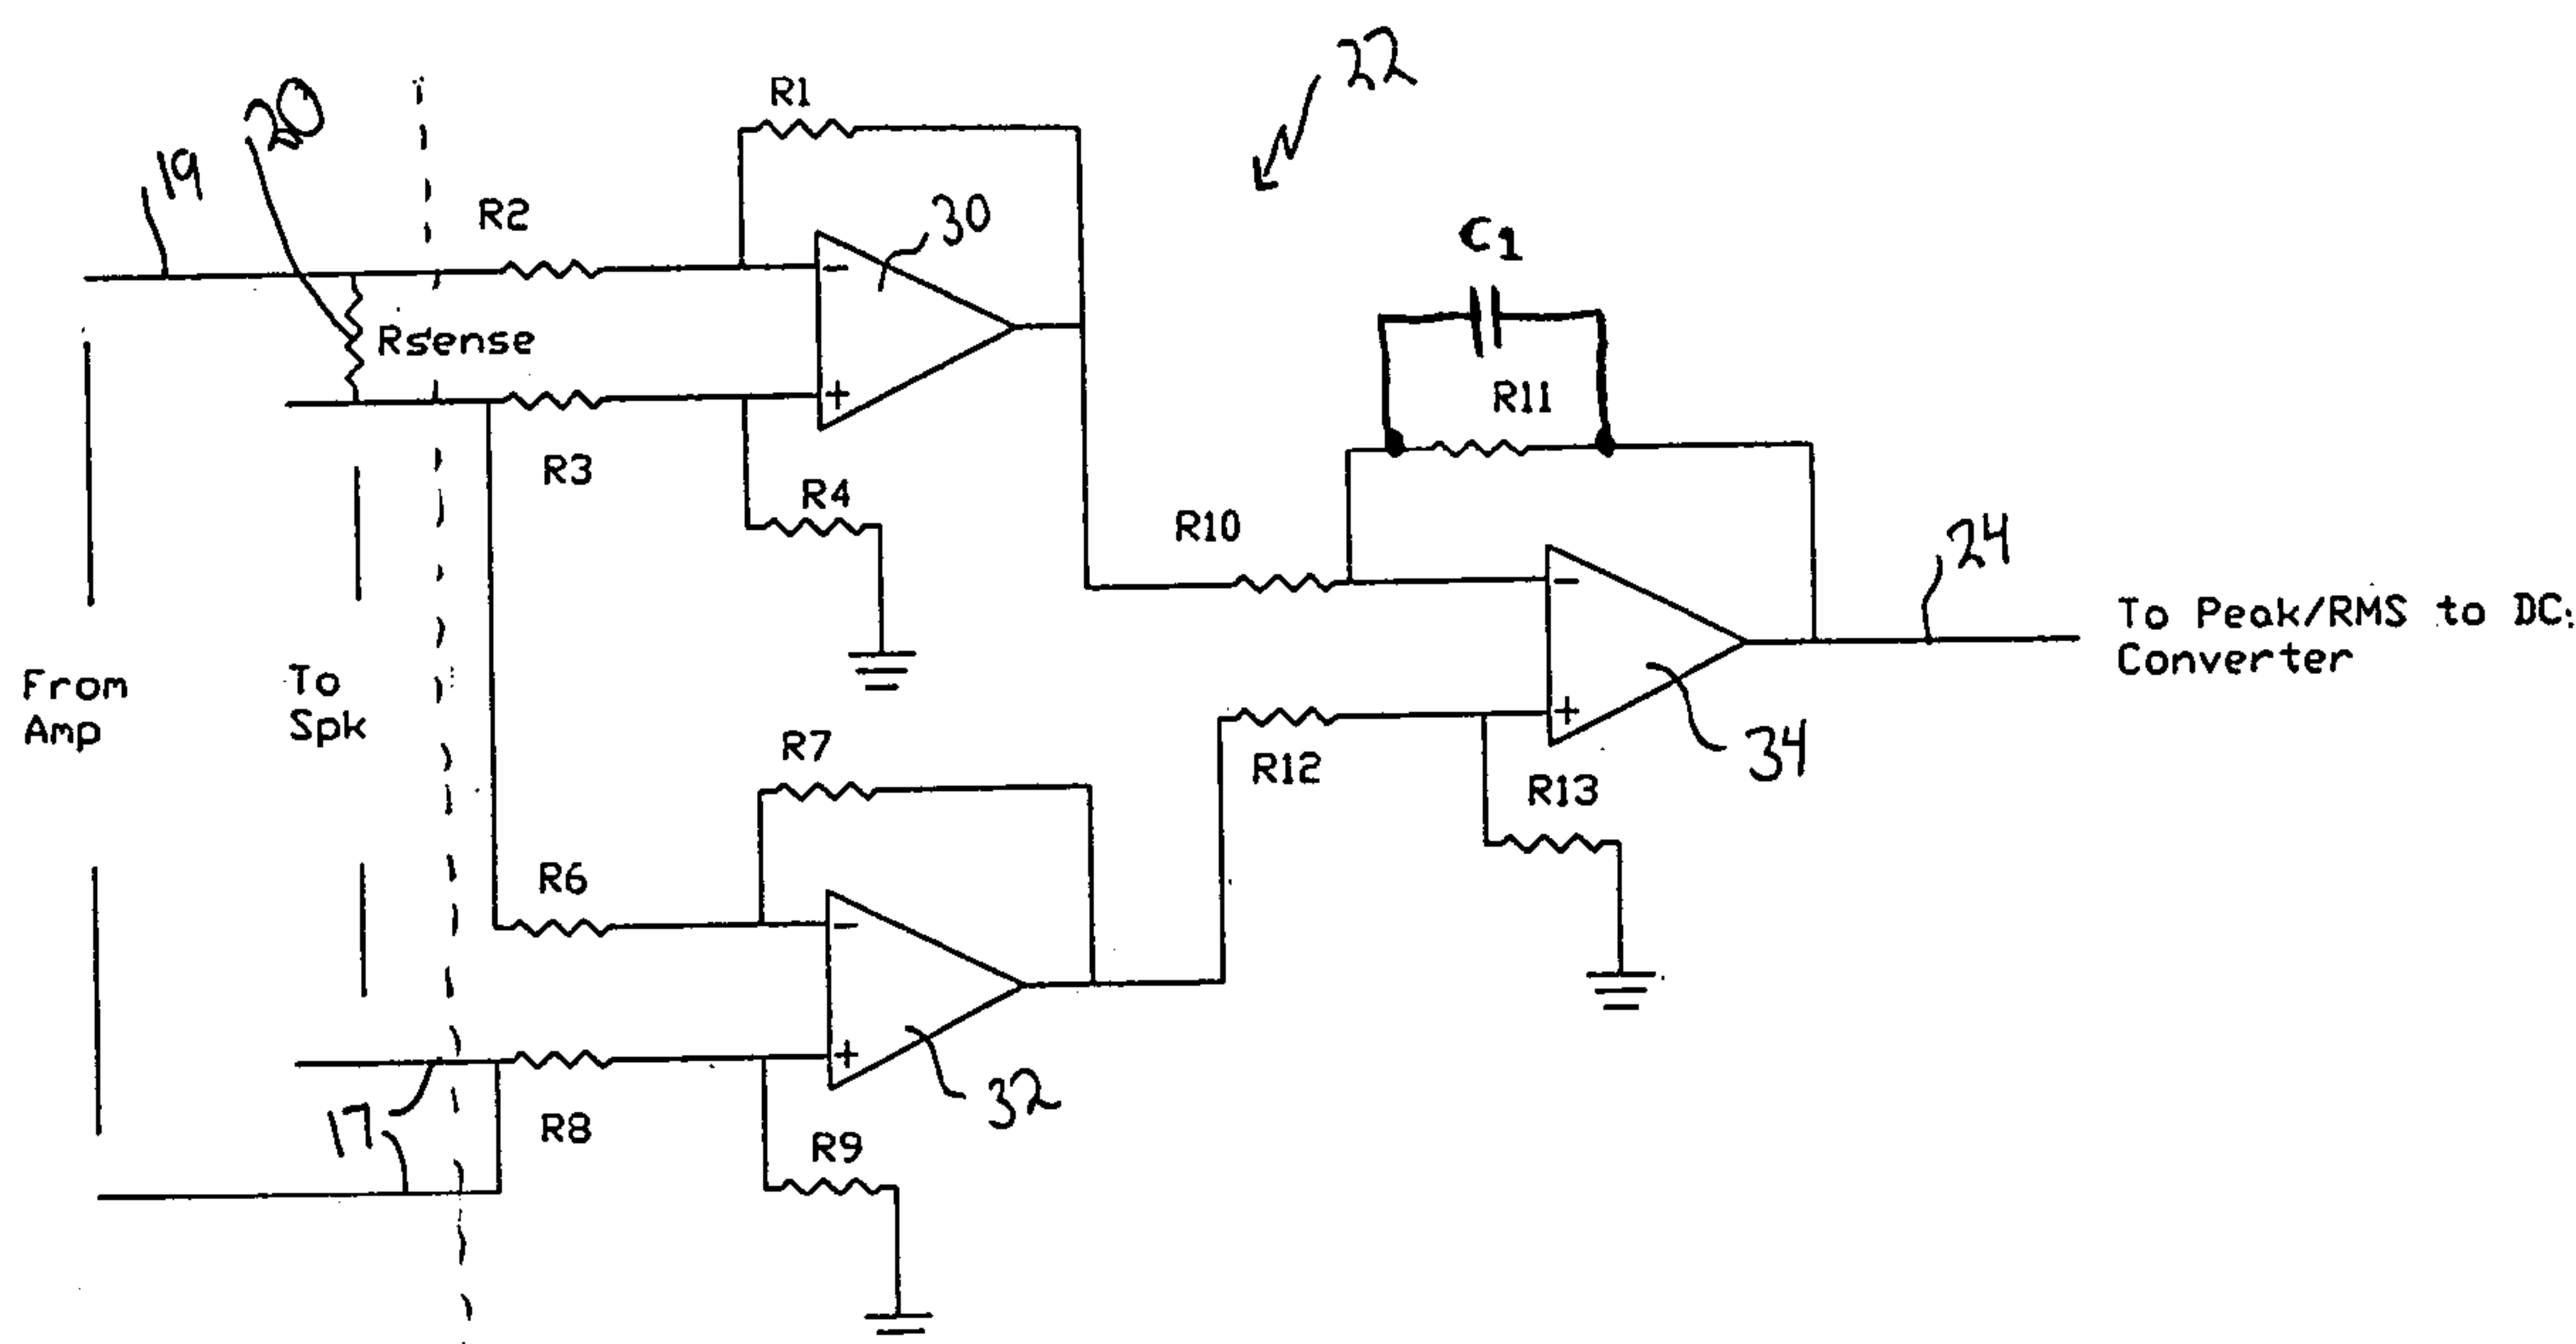 22
R1
20
19
R2
30
C1
Rsense
R11
R3
R4
R10
24
To Peak/RMS to DC
Converter
From
Amp
To
Spk
R7
R12
34
R13
R6
32
17
R8
R9